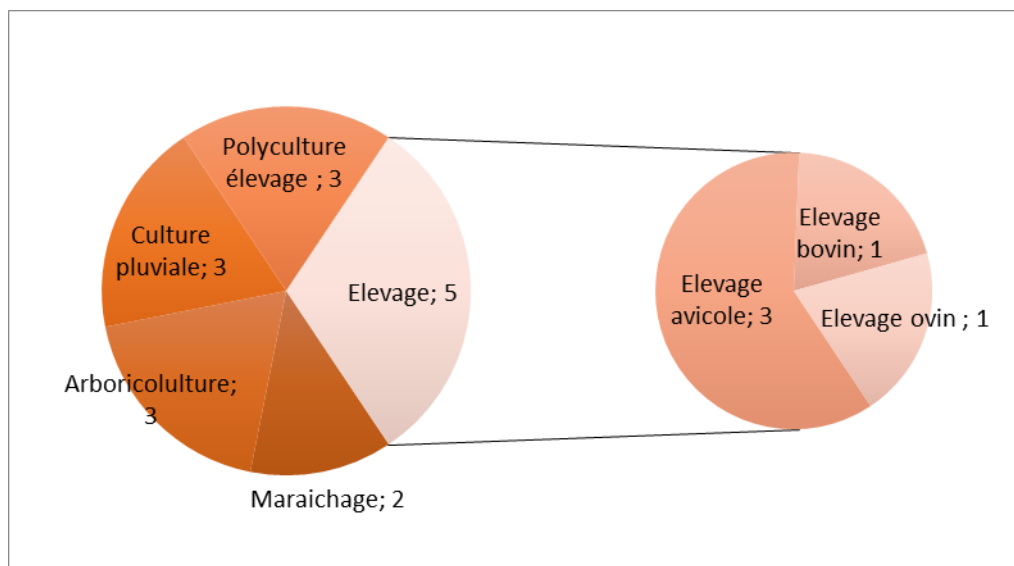 Polyculture
élevage ; 3
Culture
pluviale; 3
Elevage; 5
Arboricolulture;
3
Maraichage; 2
Elevage
bovin; 1
Elevage
avicole; 3
Elevage ovin ; 1